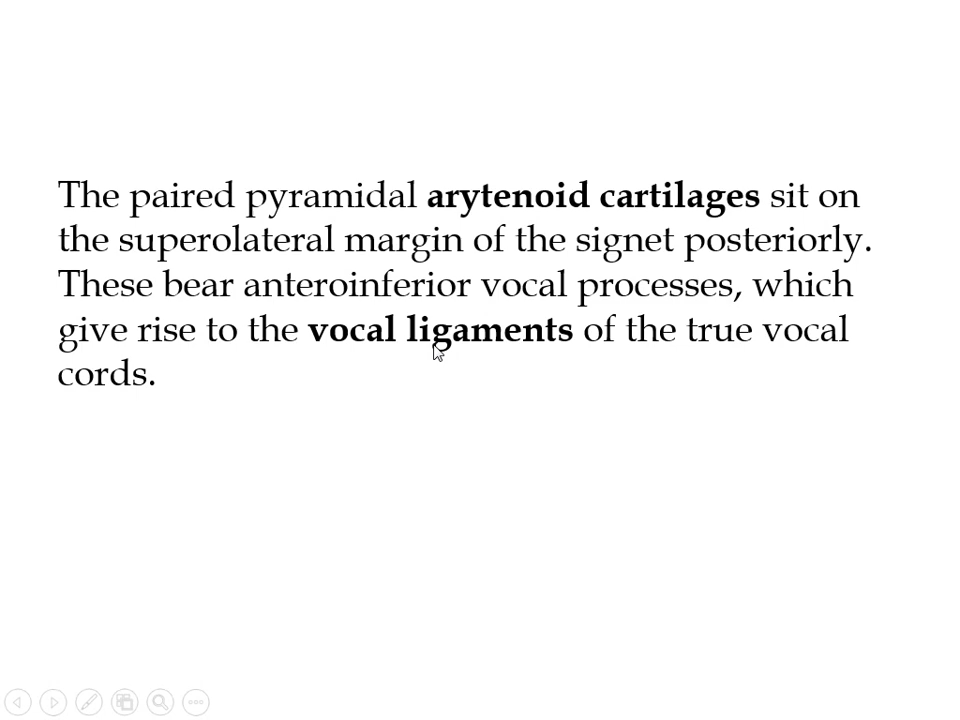 The paired pyramidal arytenoid cartilages sit on
the superolateral margin of the signet posteriorly.
These bear anteroinferior vocal processes, which
give rise to the vocal ligaments of the true vocal
cords.